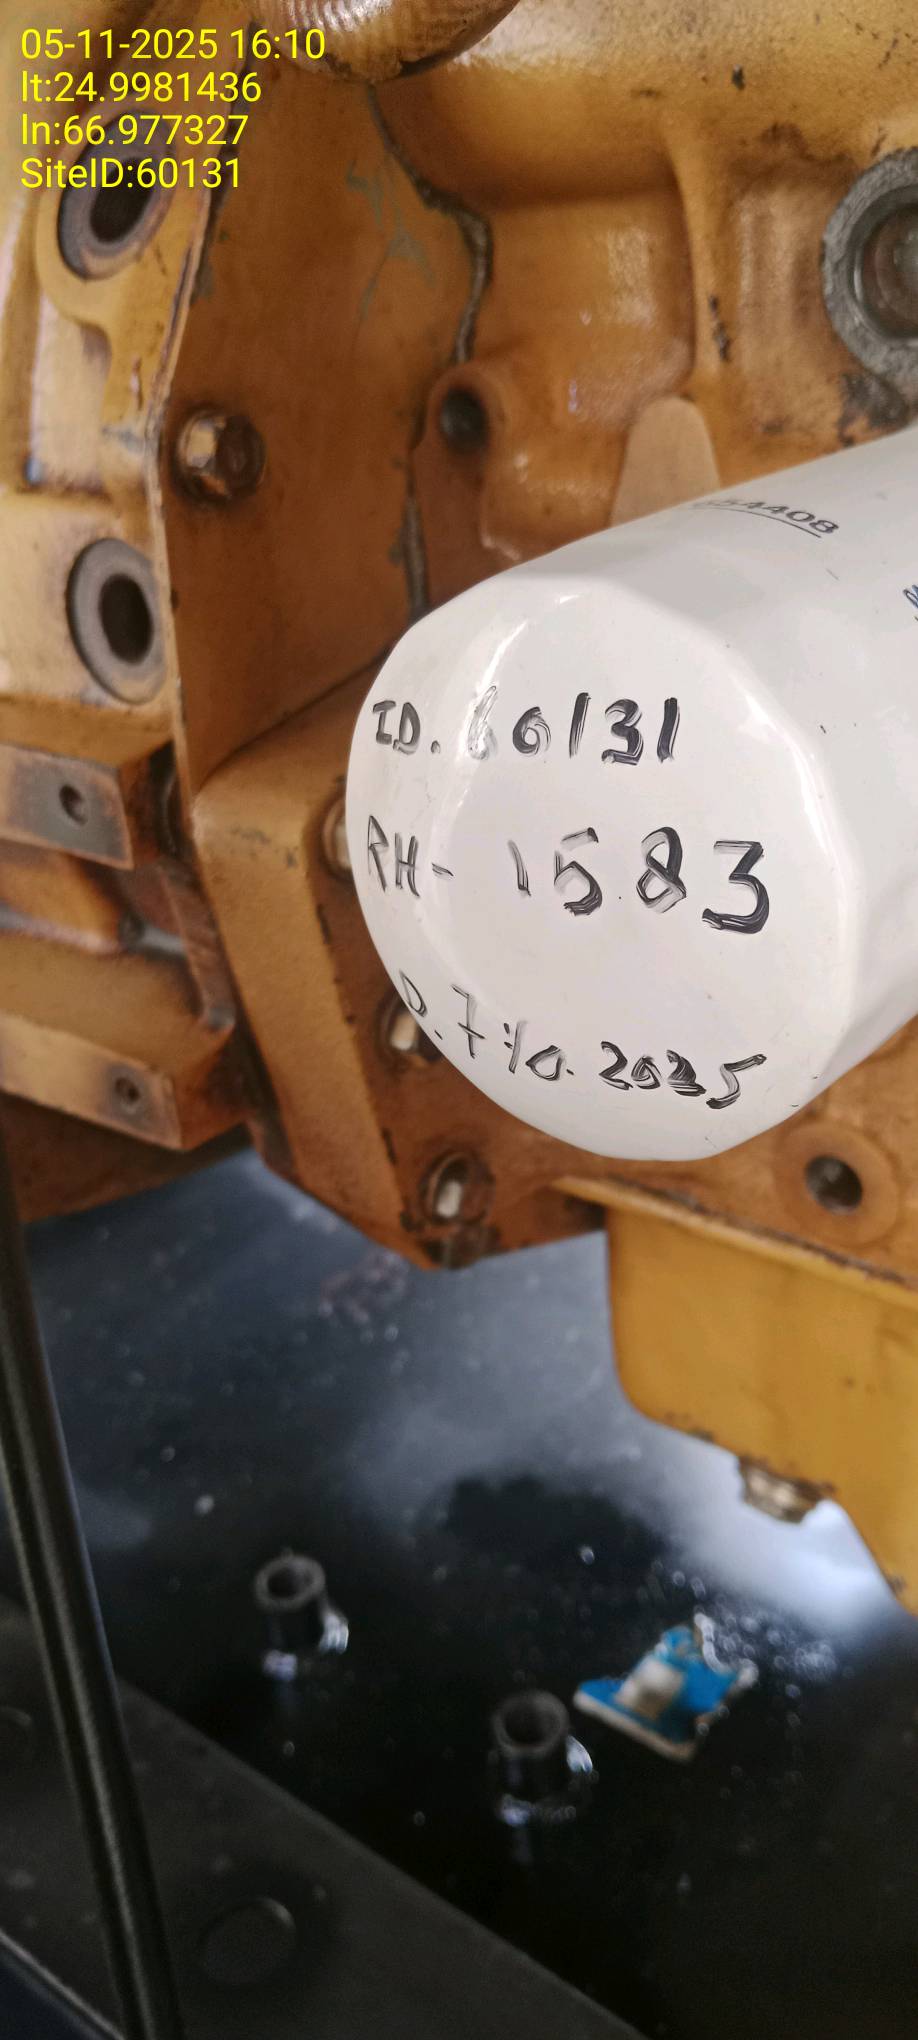 05-11-2025 16:10
lt:24.9981436
ln:66.977327
SiteID:60131
54408
ID. 60131
RH- 1583
D. 7/10.2025